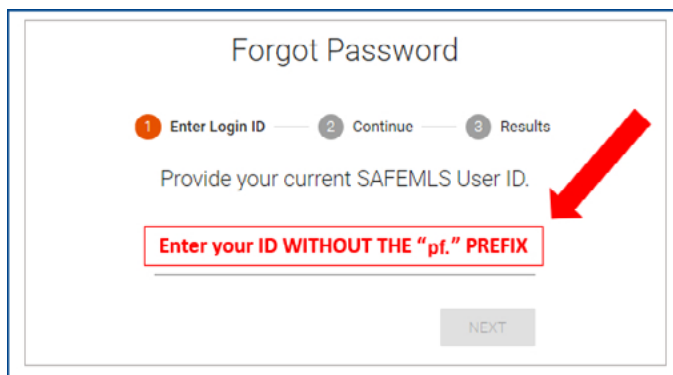 Forgot Password
1 Enter Login ID 2 Continue 3 Results
Provide your current SAFEMLS User ID.
Enter your ID WITHOUT THE “pf.” PREFIX
NEXT